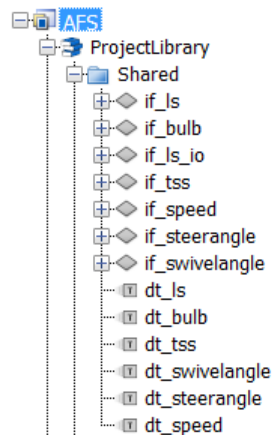 AFS
ProjectLibrary
Shared
if_ls
if_bulb
if_ls_io
if_tss
if_speed
if_steerangle
if_swivelangle
T dt_ls
T dt_bulb
T dt_tss
T dt_swivelangle
T dt_steerangle
T dt_speed